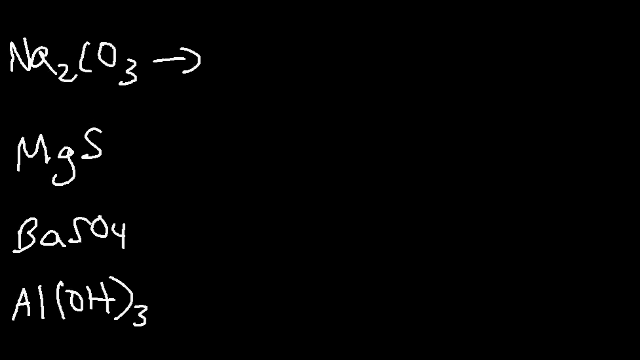 Na₂CO₃ →
MgS
BaSO₄
Al(OH)₃